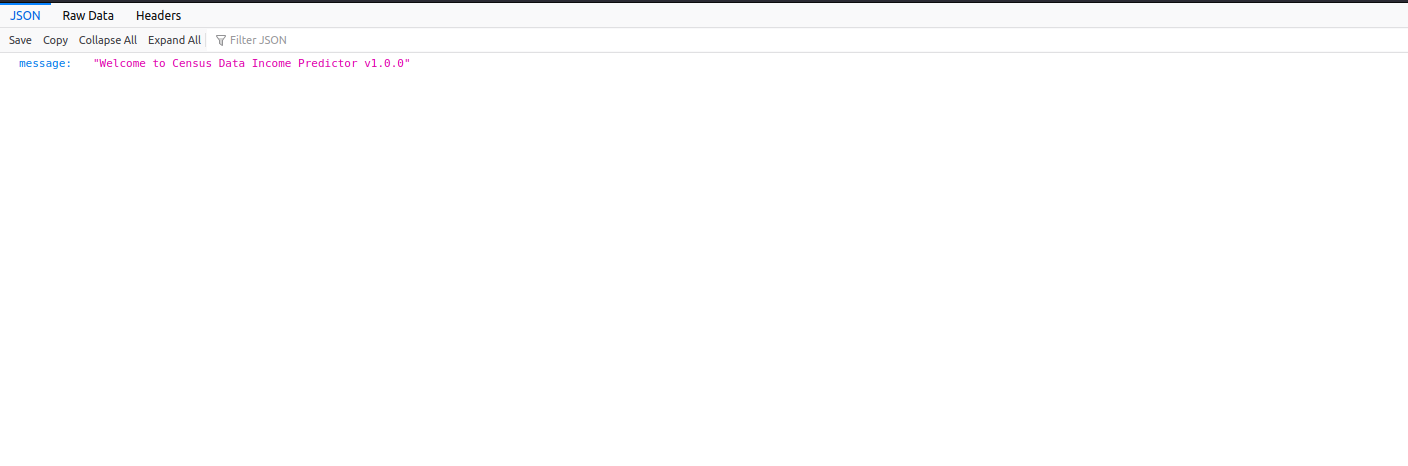 JSON Raw Data Headers
Save Copy Collapse All Expand All Filter JSON
message: "Welcome to Census Data Income Predictor v1.0.0"